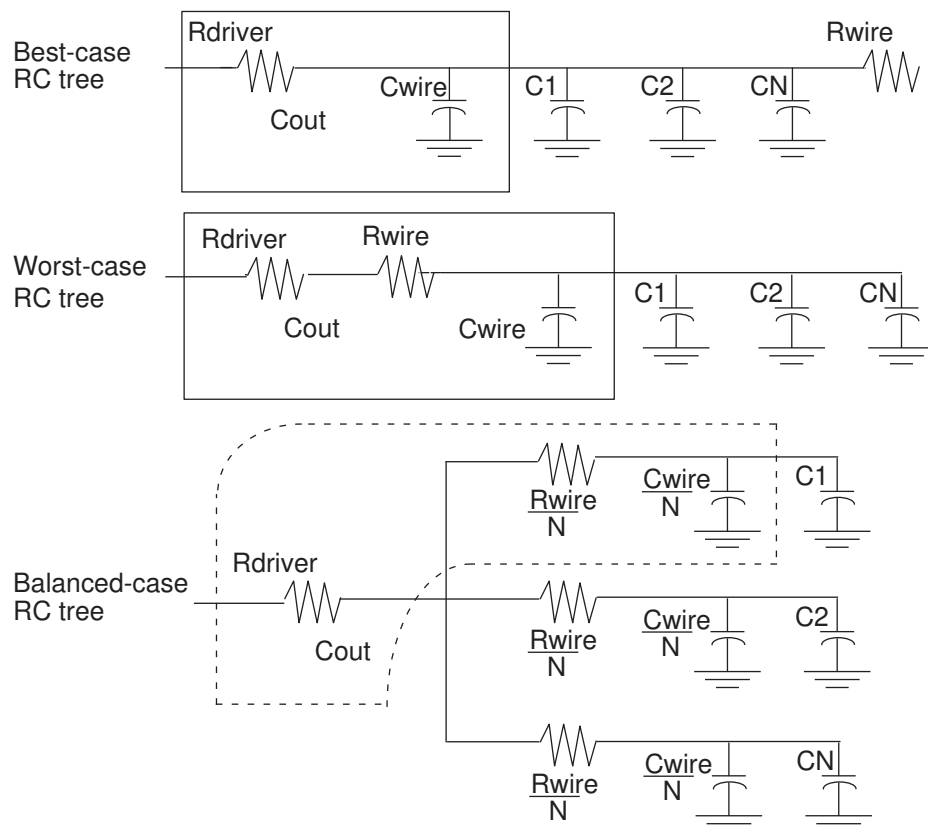 Best-case
RC tree
Rdriver
Cout
Cwire
C1
C2
CN
Rwire
Worst-case
RC tree
Rdriver
Rwire
Cout
Cwire
C1
C2
CN
Balanced-case
RC tree
Rdriver
Cout
Rwire
N
Cwire
N
C1
Rwire
N
Cwire
N
C2
Rwire
N
Cwire
N
CN